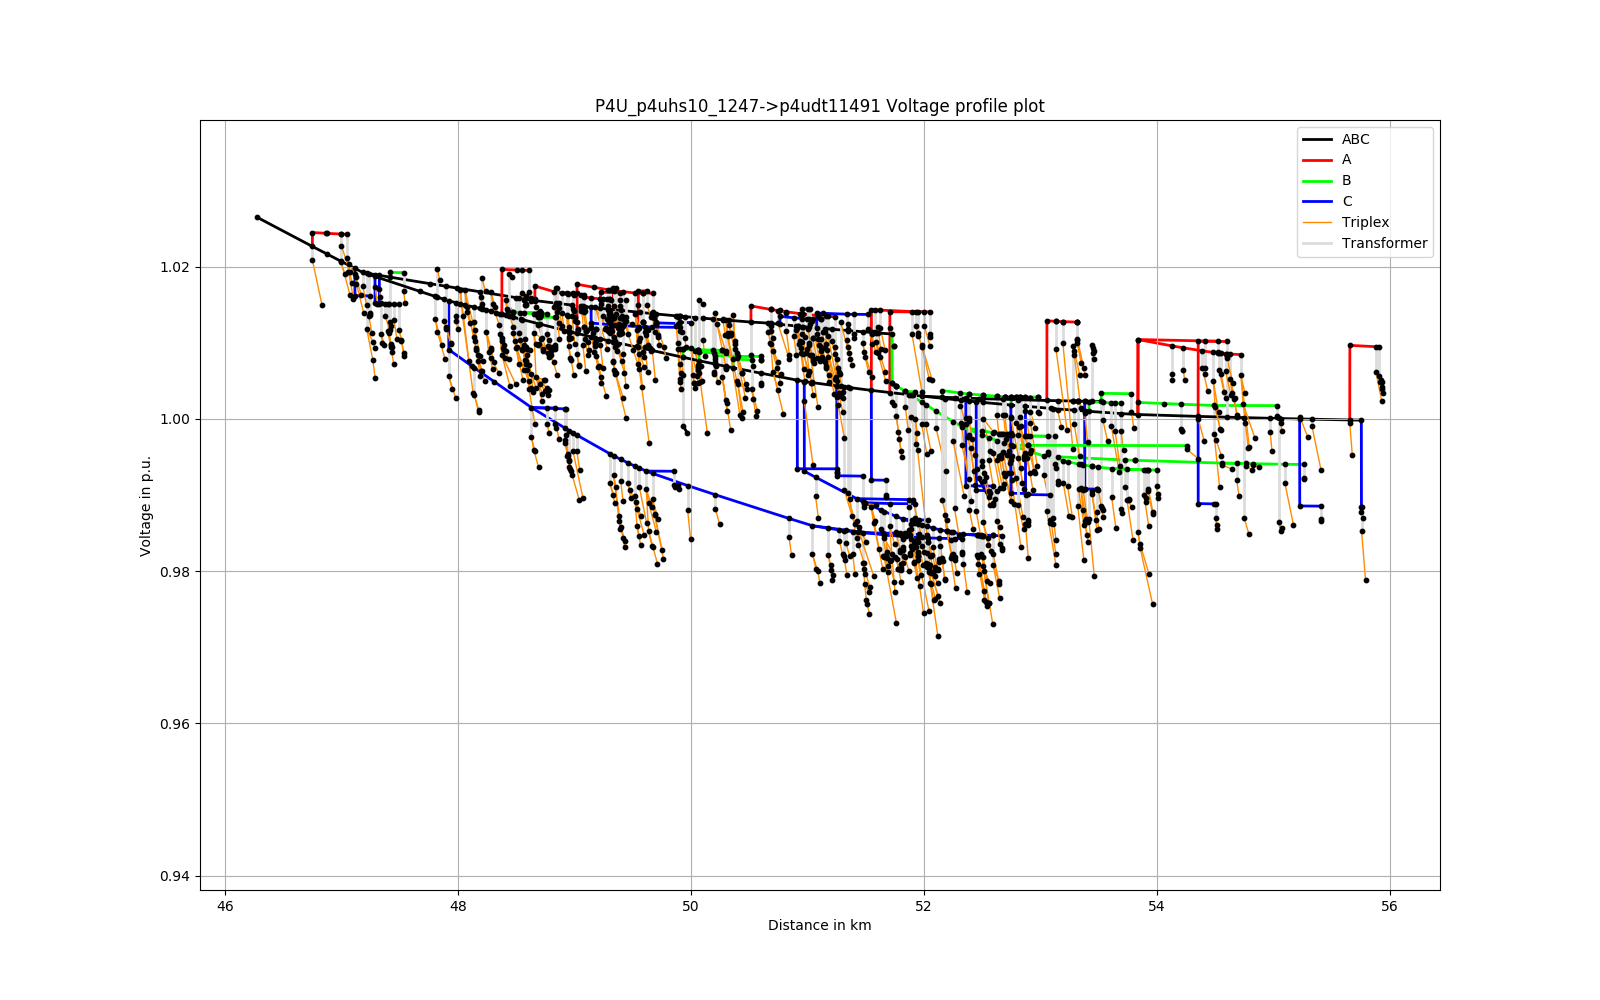 P4U_p4uhs10_1247->p4udt11491 Voltage profile plot
ABC
A
B
C
Triplex
Transformer
1.02
1.00
0.98
0.96
0.94
Voltage in p.u.
46
48
50
52
54
56
Distance in km